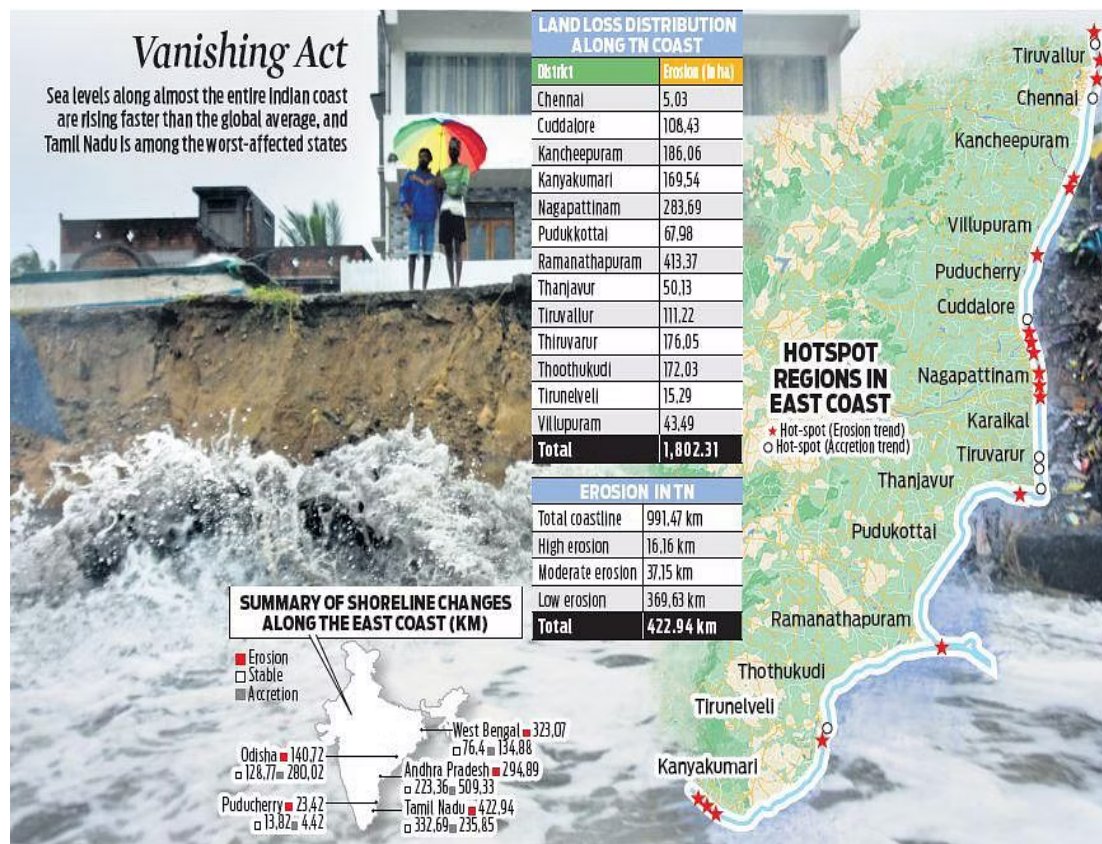 Vanishing Act
Sea levels along almost the entire Indian coast
are rising faster than the global average, and
Tamil Nadu is among the worst-affected states
LAND LOSS DISTRIBUTION
ALONG TN COAST
District Erosion (in ha)
Chennai 5,03
Cuddalore 108,43
Kancheepuram 186,06
Kanyakumari 169,54
Nagapattinam 283,69
Pudukkottai 67,98
Ramanathapuram 413,37
Thanjavur 50,13
Tiruvallur 111,22
Thiruvarur 176,05
Thoothukudi 172,03
Tirunelveli 15,29
Villupuram 43,49
Total 1,802.31
EROSION IN TN
Total coastline 991,47 km
High erosion 16,16 km
Moderate erosion 37,15 km
Low erosion 369,63 km
Total 422.94 km
SUMMARY OF SHORELINE CHANGES
ALONG THE EAST COAST (KM)
Erosion
Stable
Accretion
West Bengal 323,07
76,4 134,88
Odisha 140,72
128,77 280,02
Andhra Pradesh 294,89
223,36 509,33
Puducherry 23,42
13,82 4,42
Tamil Nadu 422,94
332,69 235,85
HOTSPOT
REGIONS IN
EAST COAST
Hot-spot (Erosion trend)
Hot-spot (Accretion trend)
Tiruvallur
Chennai
Kancheepuram
Villupuram
Puducherry
Cuddalore
Nagapattinam
Karaikal
Tiruvarur
Thanjavur
Pudukottai
Ramanathapuram
Thothukudi
Tirunelveli
Kanyakumari